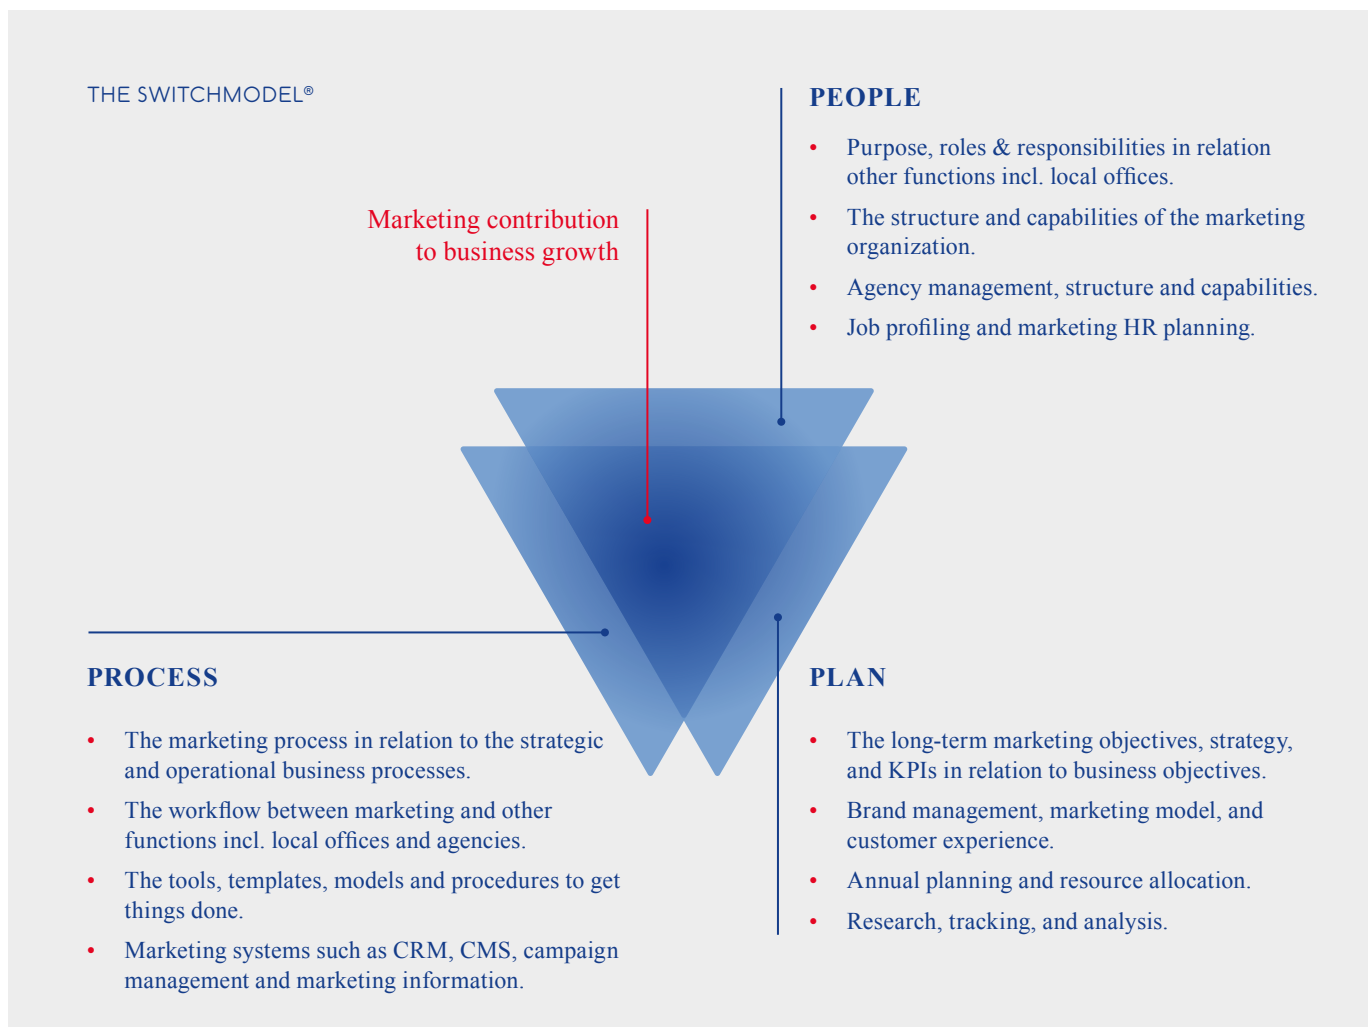 THE SWITCHMODEL®
PEOPLE
• Purpose, roles & responsibilities in relation
other functions incl. local offices.
• The structure and capabilities of the marketing
organization.
• Agency management, structure and capabilities.
• Job profiling and marketing HR planning.
Marketing contribution
to business growth
PROCESS
• The marketing process in relation to the strategic
and operational business processes.
• The workflow between marketing and other
functions incl. local offices and agencies.
• The tools, templates, models and procedures to get
things done.
• Marketing systems such as CRM, CMS, campaign
management and marketing information.
PLAN
• The long-term marketing objectives, strategy,
and KPIs in relation to business objectives.
• Brand management, marketing model, and
customer experience.
• Annual planning and resource allocation.
• Research, tracking, and analysis.